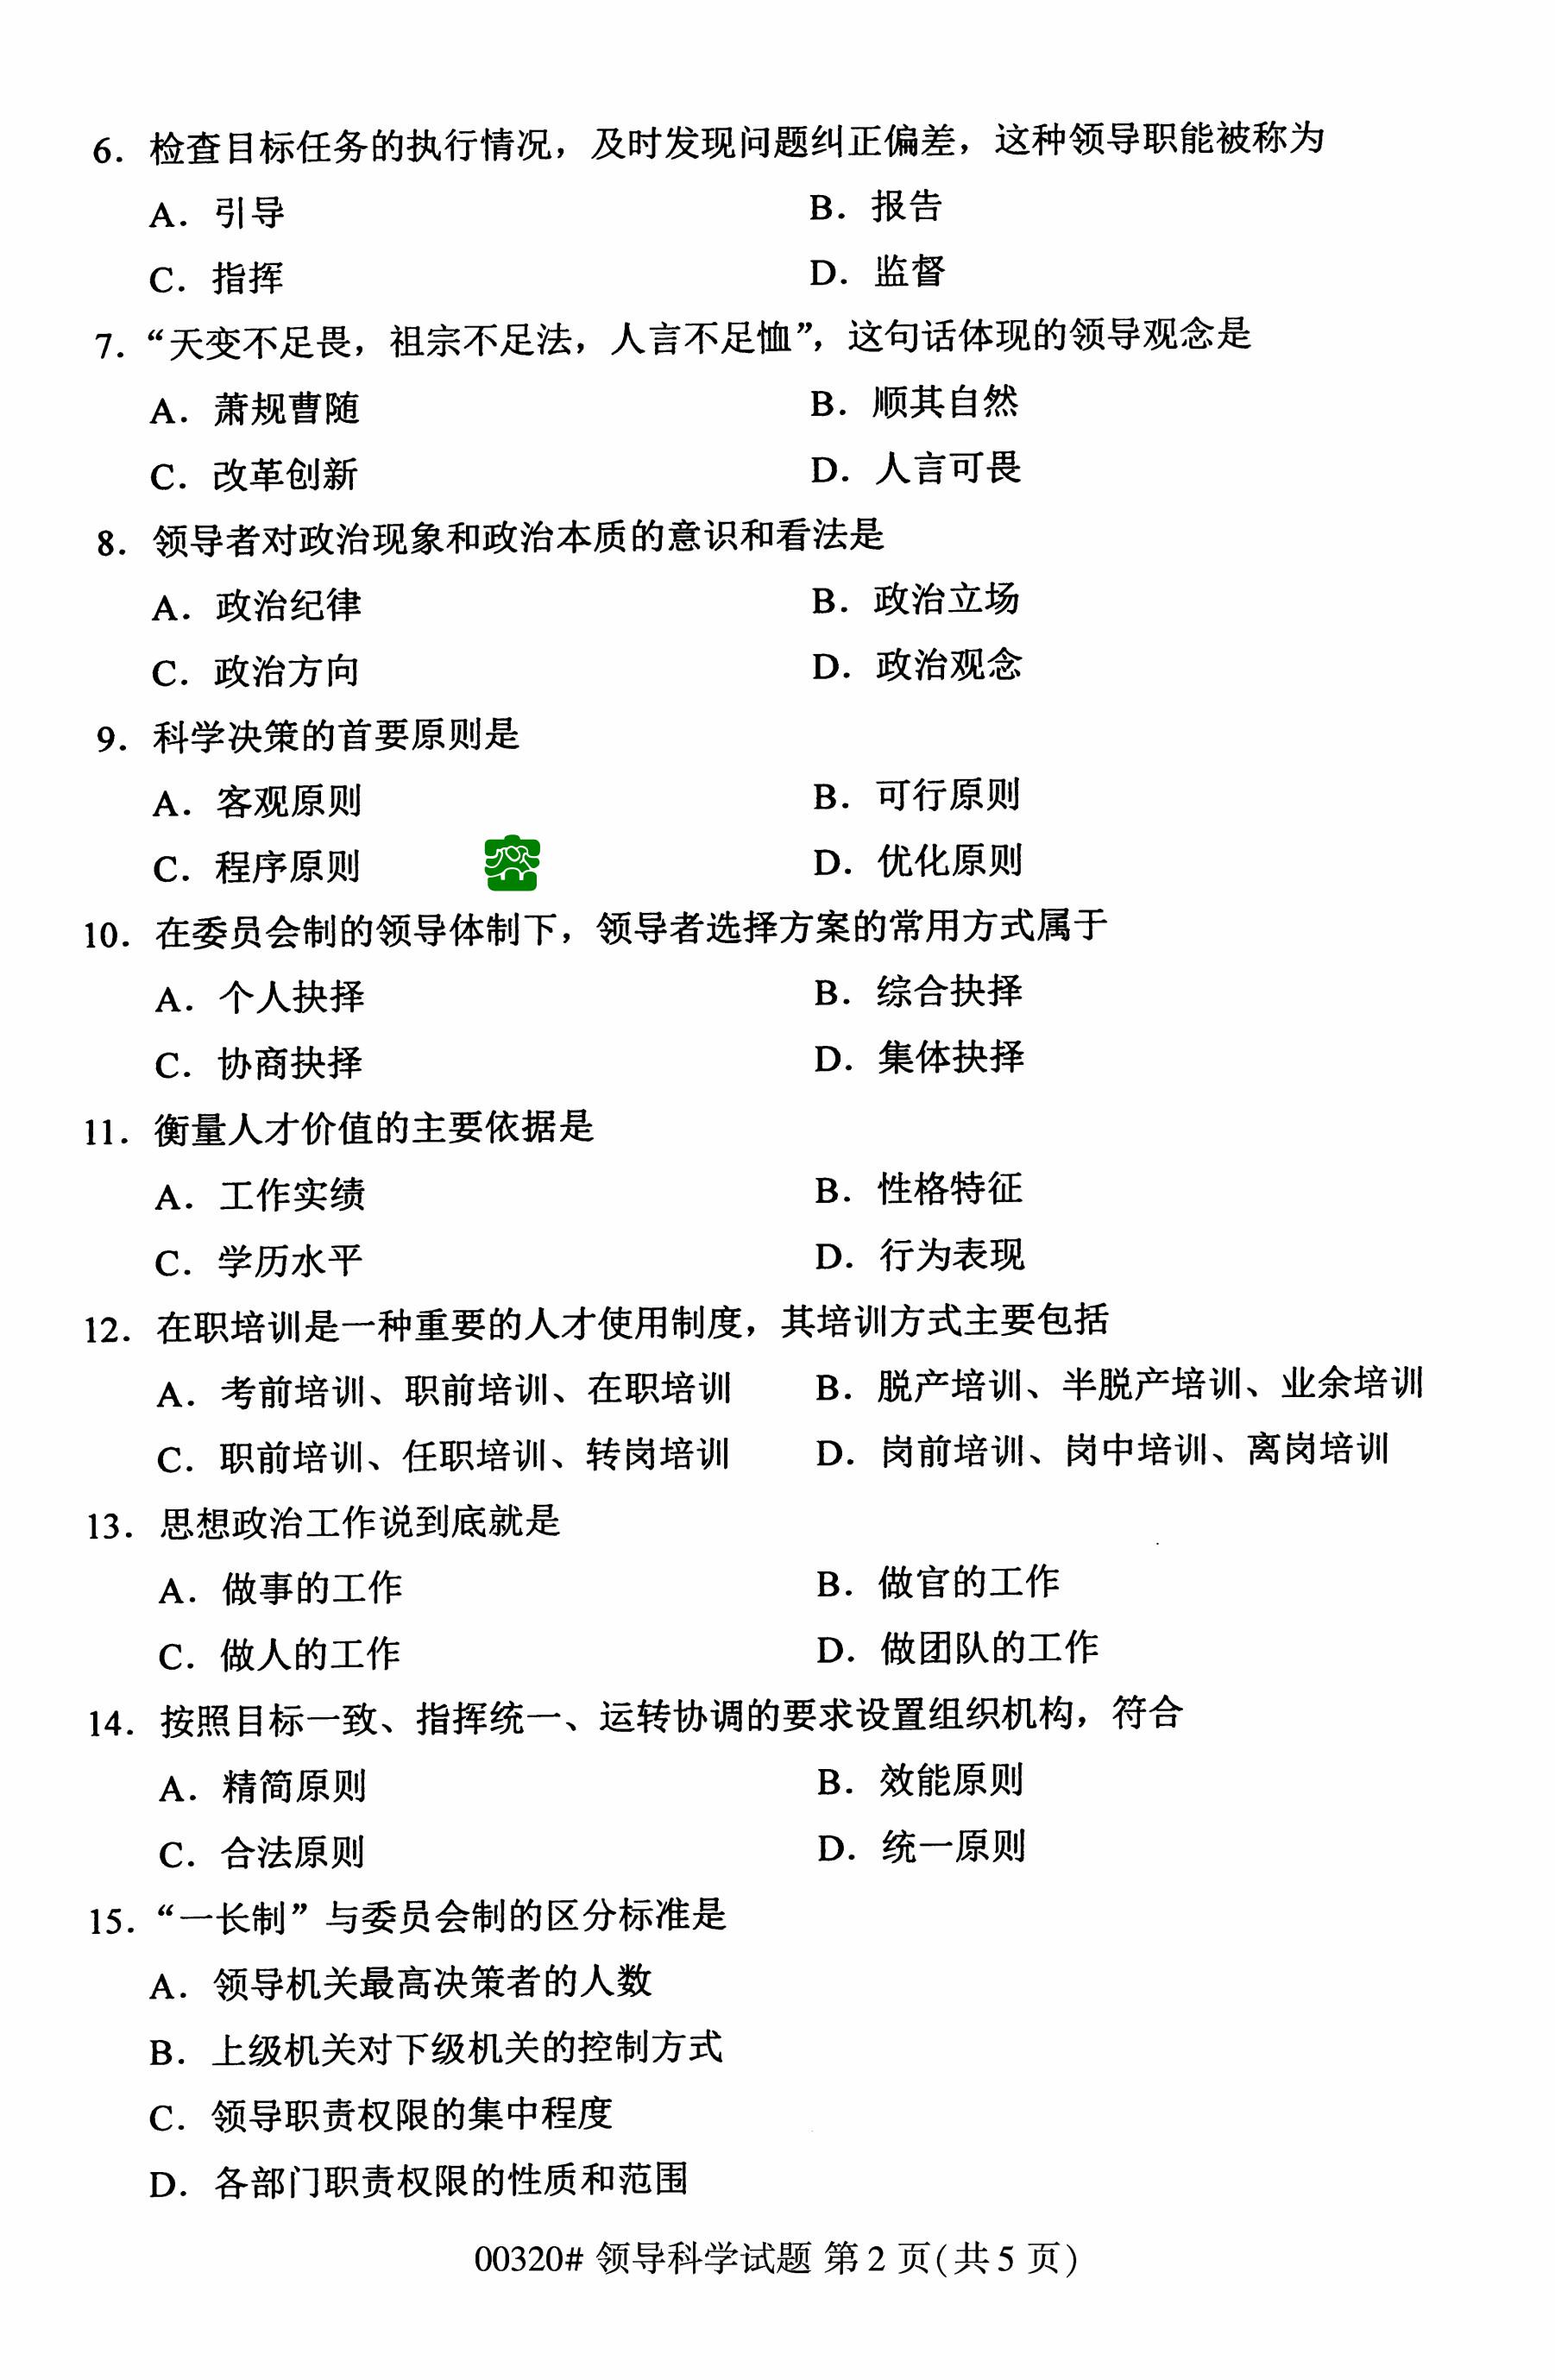 6. 检查目标任务的执行情况，及时发现问题纠正偏差，这种领导职能被称为
A. 引导 B. 报告
C. 指挥 D. 监督
7. “天变不足畏，祖宗不足法，人言不足恤”，这句话体现的领导观念是
A. 萧规曹随 B. 顺其自然
C. 改革创新 D. 人言可畏
8. 领导者对政治现象和政治本质的意识和看法是
A. 政治纪律 B. 政治立场
C. 政治方向 D. 政治观念
9. 科学决策的首要原则是
A. 客观原则 B. 可行原则
C. 程序原则 D. 优化原则
10. 在委员会制的领导体制下，领导者选择方案的常用方式属于
A. 个人抉择 B. 综合抉择
C. 协商抉择 D. 集体抉择
11. 衡量人才价值的主要依据是
A. 工作实绩 B. 性格特征
C. 学历水平 D. 行为表现
12. 在职培训是一种重要的人才使用制度，其培训方式主要包括
A. 考前培训、职前培训、在职培训 B. 脱产培训、半脱产培训、业余培训
C. 职前培训、任职培训、转岗培训 D. 岗前培训、岗中培训、离岗培训
13. 思想政治工作说到底就是
A. 做事的工作 B. 做官的工作
C. 做人的工作 D. 做团队的工作
14. 按照目标一致、指挥统一、运转协调的要求设置组织机构，符合
A. 精简原则 B. 效能原则
C. 合法原则 D. 统一原则
15. “一长制”与委员会制的区分标准是
A. 领导机关最高决策者的人数
B. 上级机关对下级机关的控制方式
C. 领导职责权限的集中程度
D. 各部门职责权限的性质和范围
00320# 领导科学试题 第 2 页(共 5 页)